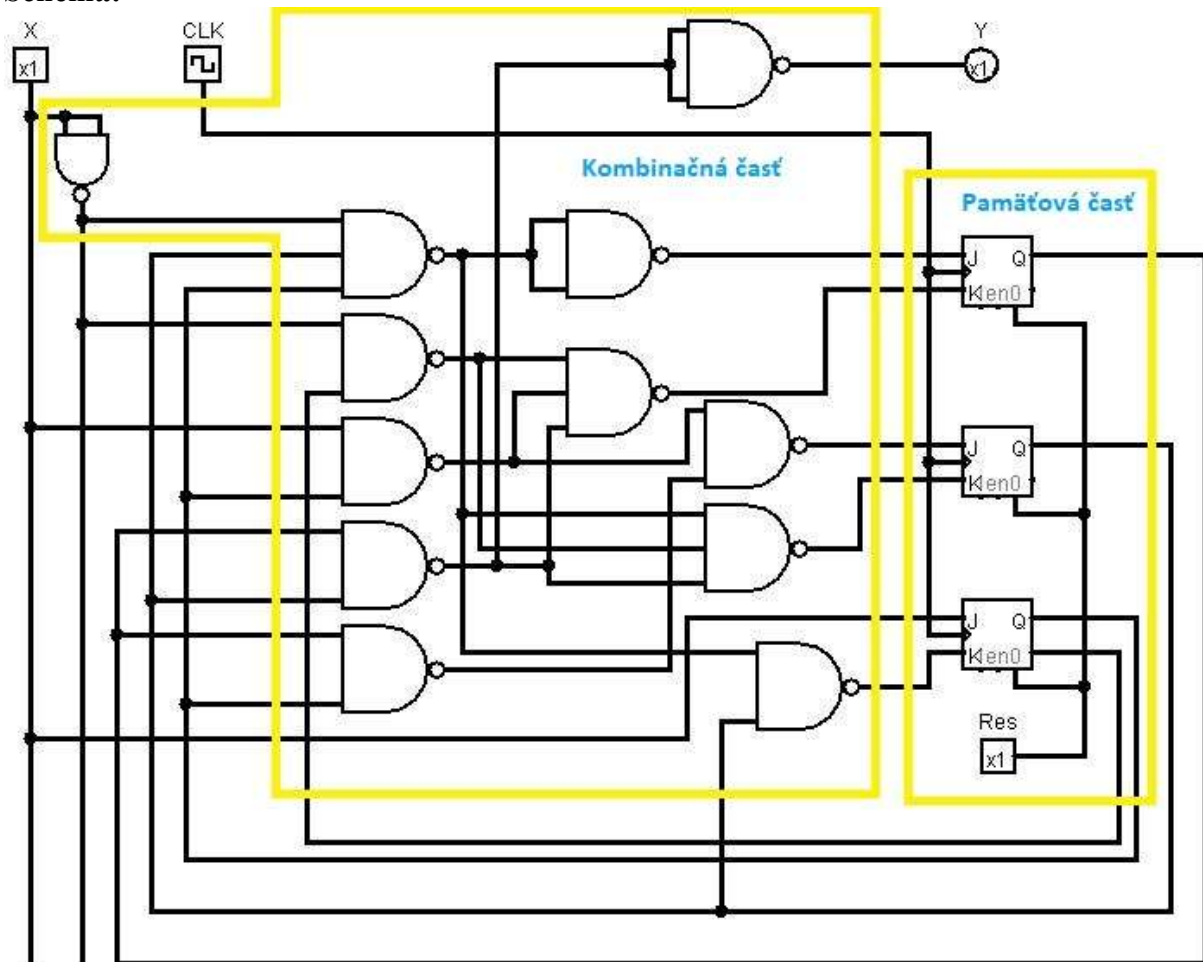 Schéma:
X
CLK
Y
x1
x1
Kombinačná časť
Pamäťová časť
J Q
K en0
J Q
K en0
J Q
K en0
Res
x1